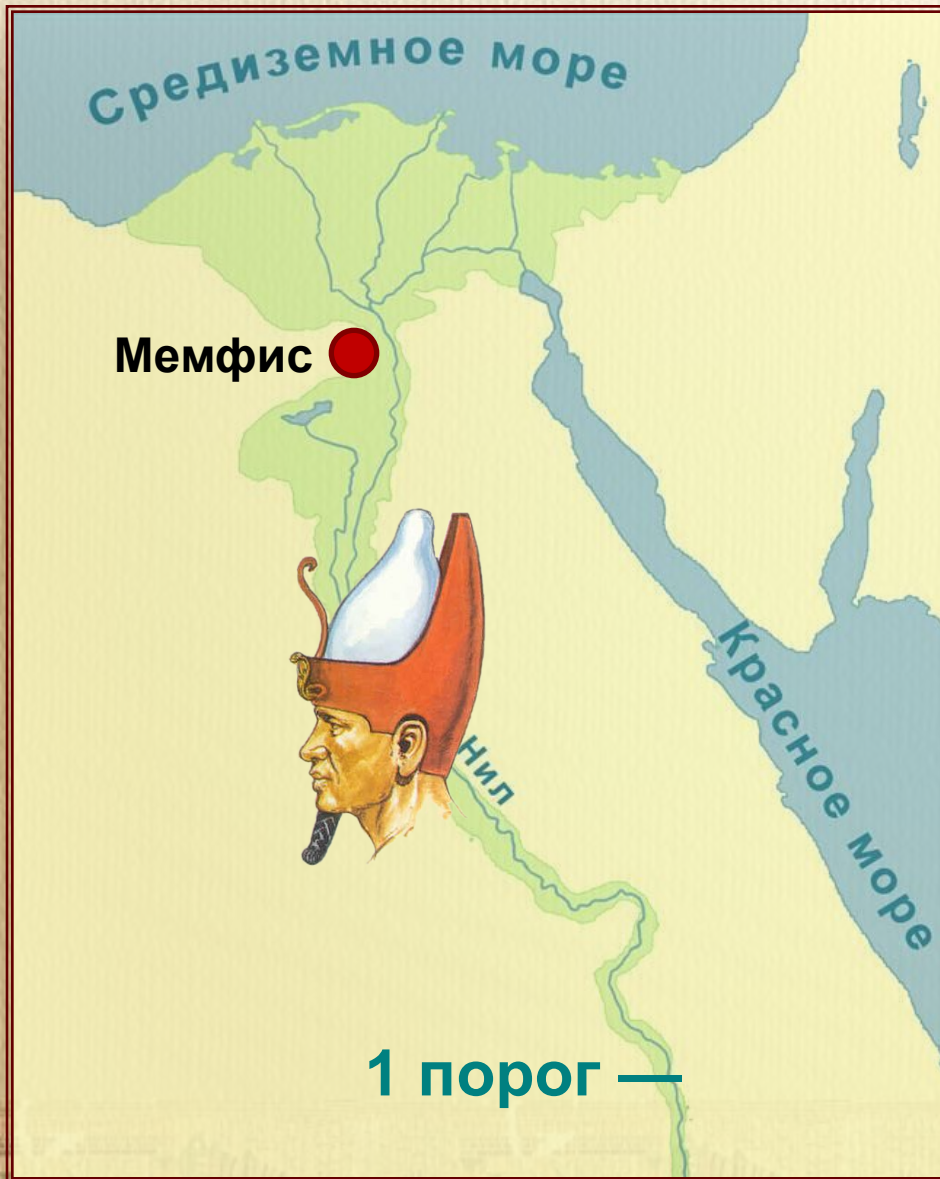 Средиземное море
Мемфис
Нил
Красное море
1 порог —